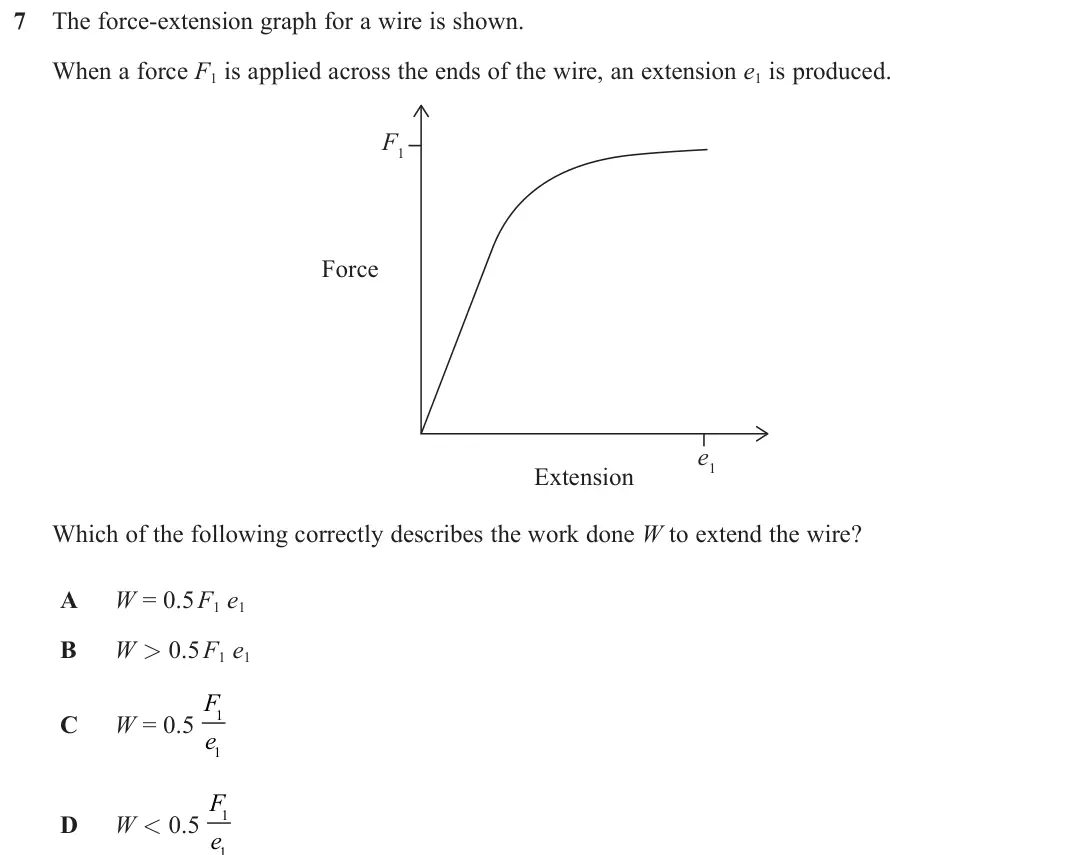 7 The force-extension graph for a wire is shown.
When a force F₁ is applied across the ends of the wire, an extension e₁ is produced.
F₁
Force
e₁
Extension
Which of the following correctly describes the work done W to extend the wire?
A W = 0.5F₁ e₁
B W > 0.5F₁ e₁
C W = 0.5 F₁/e₁
D W < 0.5 F₁/e₁